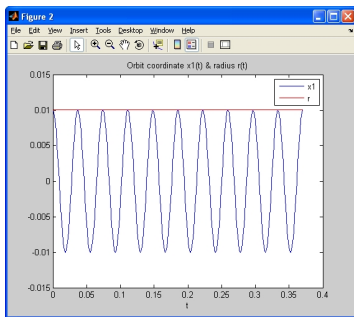 Figure 2
File Edit View Insert Tools Desktop Window Help
Orbit coordinate x1(t) & radius r(t)
0.015
0.01
0.005
0
-0.005
-0.01
-0.015
x1
r
0 0.05 0.1 0.15 0.2 0.25 0.3 0.35 0.4
t